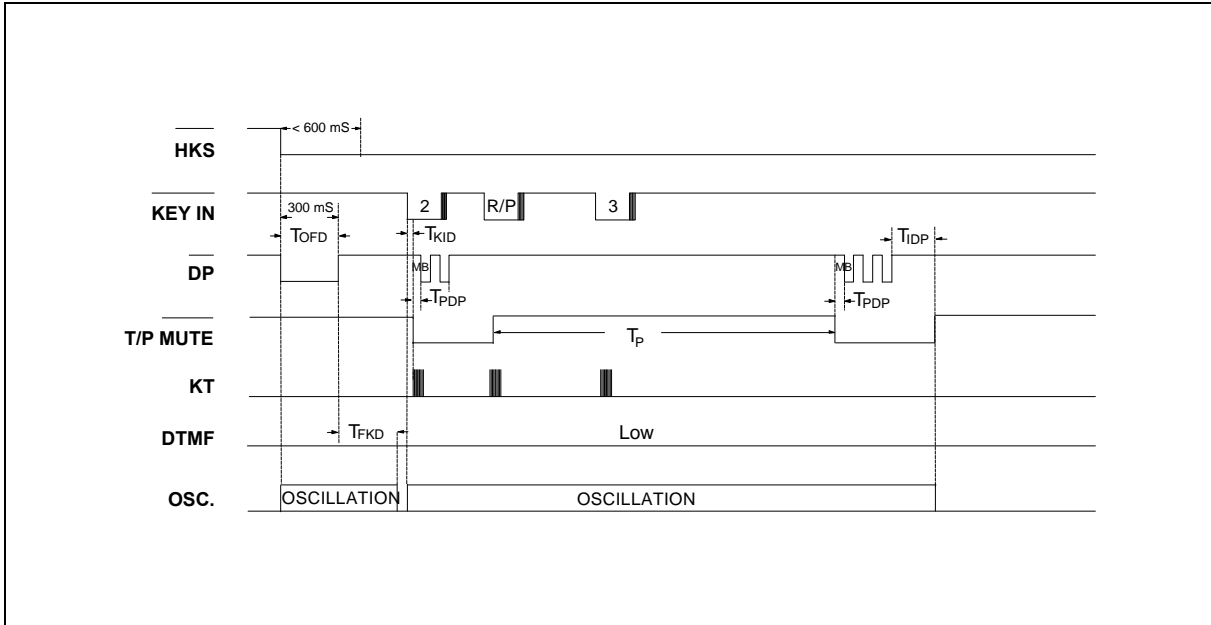 < 600 mS
HKS
KEY IN
2
R/P
3
300 mS
TOFD
TKID
TIDP
DP
MB
MB
TPDP
TPDP
T/P MUTE
TP
KT
DTMF
TFKD
Low
OSC.
OSCILLATION
OSCILLATION